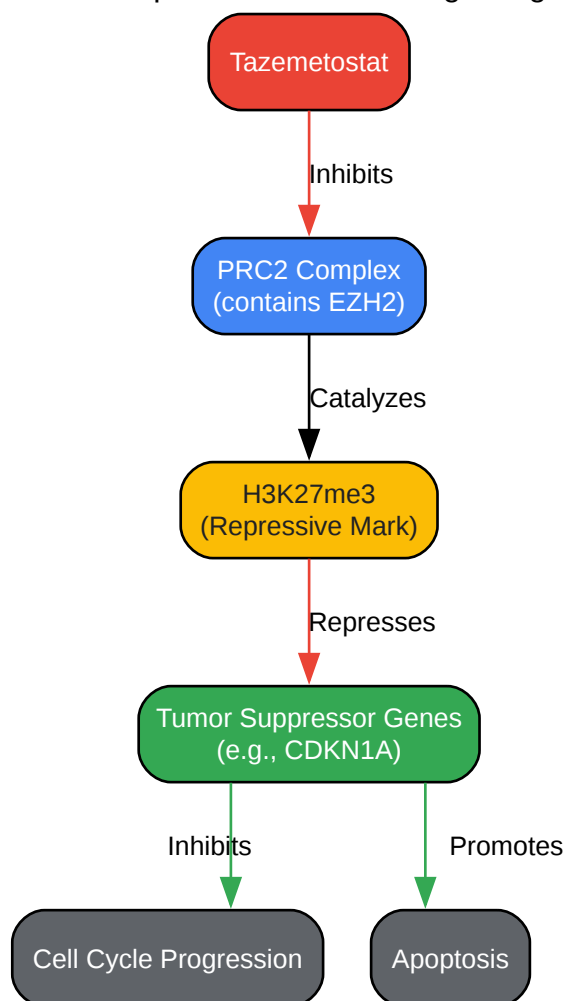 Tazemetostat
Inhibits
PRC2 Complex
(contains EZH2)
Catalyzes
H3K27me3
(Repressive Mark)
Represses
Tumor Suppressor Genes
(e.g., CDKN1A)
Inhibits
Promotes
Cell Cycle Progression
Apoptosis